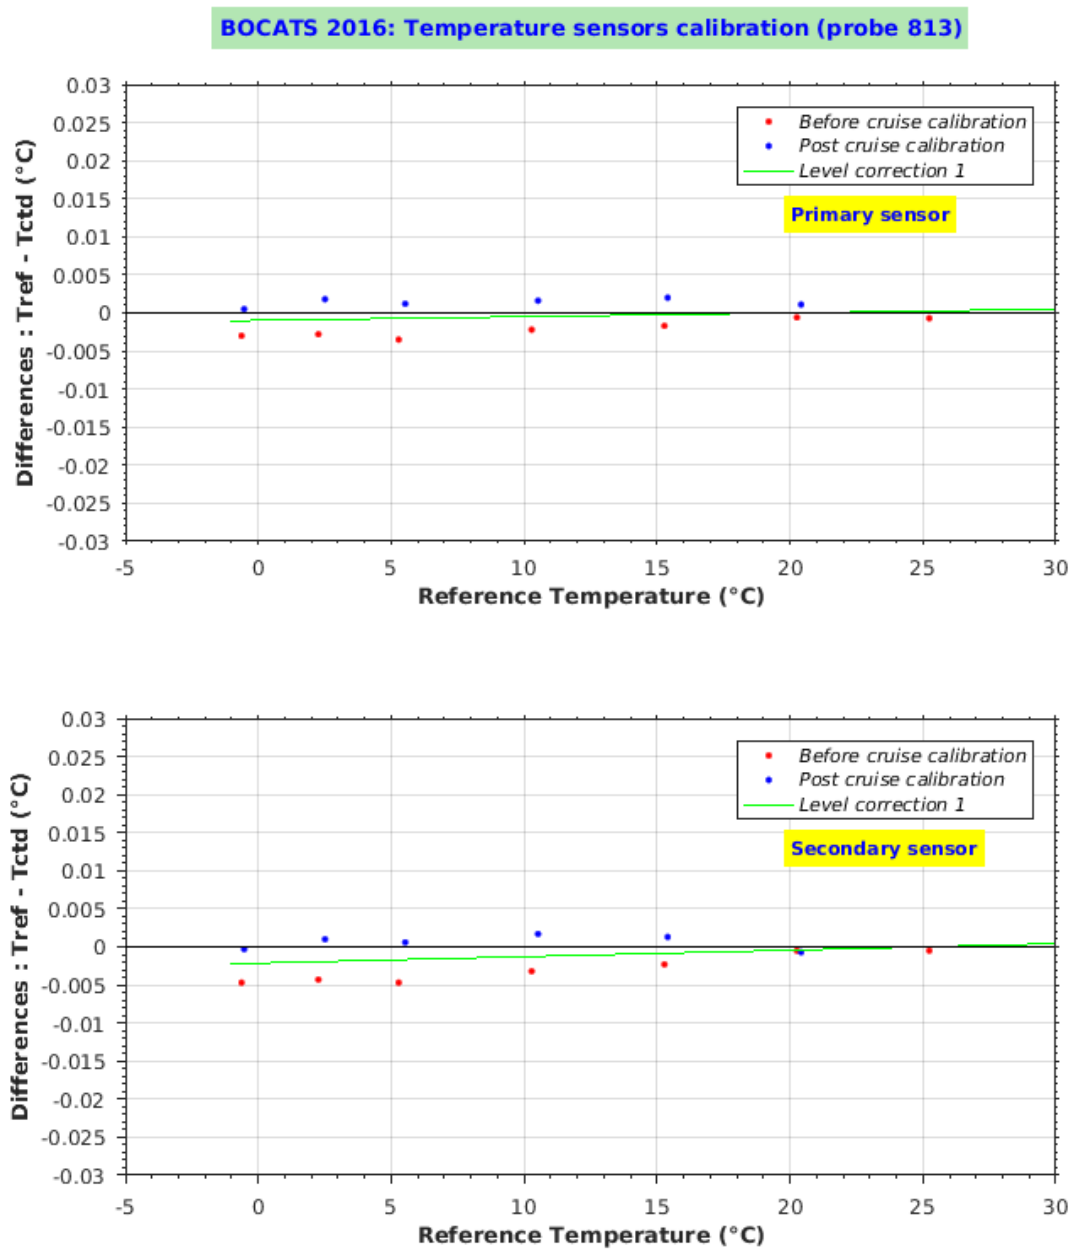 BOCATS 2016: Temperature sensors calibration (probe 813)
0.03
0.025
0.02
0.015
0.01
0.005
0
-0.005
-0.01
-0.015
-0.02
-0.025
-0.03
Differences : Tref - Tctd (°C)
Before cruise calibration
Post cruise calibration
Level correction 1
Primary sensor
-5 0 5 10 15 20 25 30
Reference Temperature (°C)
0.03
0.025
0.02
0.015
0.01
0.005
0
-0.005
-0.01
-0.015
-0.02
-0.025
-0.03
Differences : Tref - Tctd (°C)
Before cruise calibration
Post cruise calibration
Level correction 1
Secondary sensor
-5 0 5 10 15 20 25 30
Reference Temperature (°C)